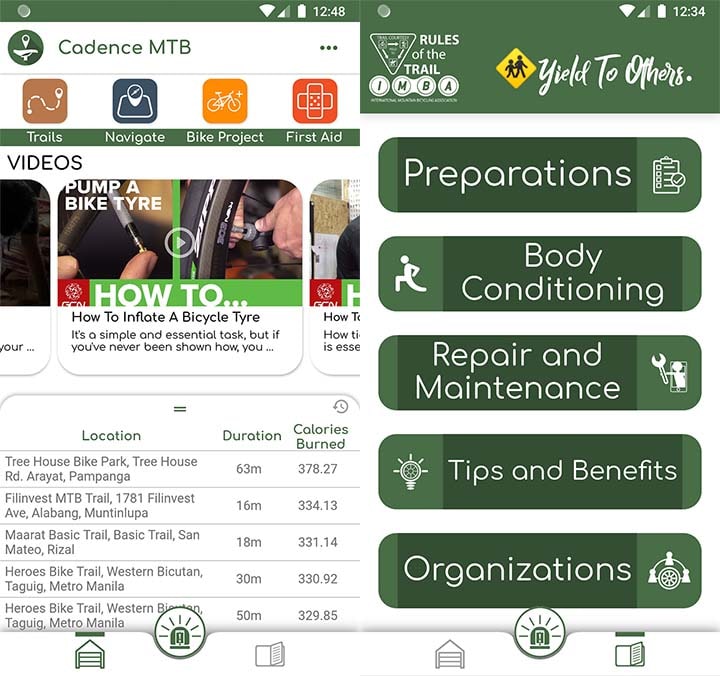 12:48
Cadence MTB
Trails Navigate Bike Project First Aid
VIDEOS
PUMP A
BIKE TYRE
HOW TO...
How To Inflate A Bicycle Tyre
It's a simple and essential task, but if
you've never been shown how, you ...
your ...
How T
How tie
is esse
Location Duration Calories
Burned
Tree House Bike Park, Tree House
Rd. Arayat, Pampanga
63m 378.27
Filinvest MTB Trail, 1781 Filinvest
Ave, Alabang, Muntinlupa
16m 334.13
Maarat Basic Trail, Basic Trail, San
Mateo, Rizal
18m 331.14
Heroes Bike Trail, Western Bicutan,
Taguig, Metro Manila
30m 330.92
Heroes Bike Trail, Western Bicutan,
Taguig, Metro Manila
50m 329.85
12:34
RULES
of the
TRAIL
IMBA
INTERNATIONAL MOUNTAIN BICYCLING ASSOCIATION
Yield To Others.
Preparations
Body
Conditioning
Repair and
Maintenance
Tips and Benefits
Organizations